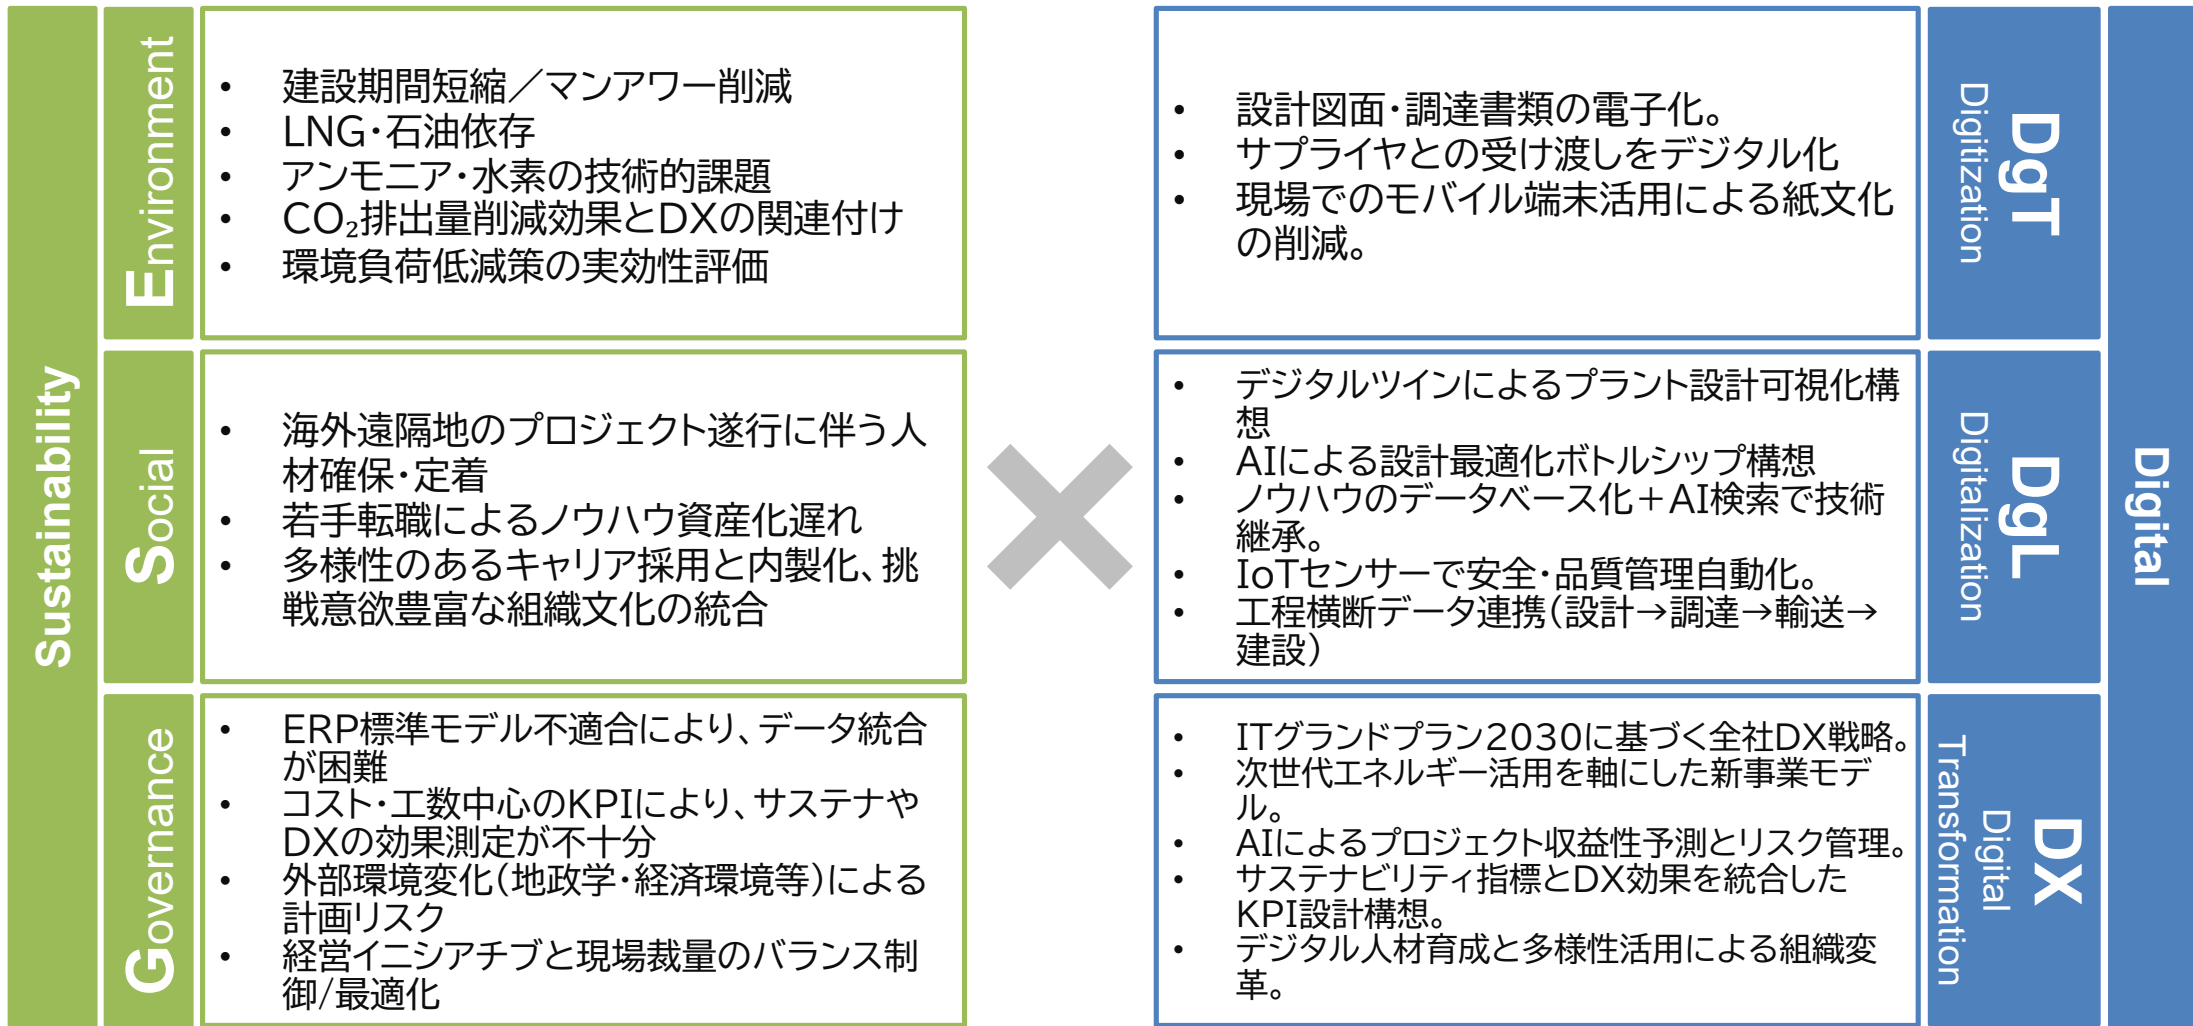 Sustainability
Environment
• 建設期間短縮／マンアワー削減
• LNG・石油依存
• アンモニア・水素の技術的課題
• CO₂排出量削減効果とDXの関連付け
• 環境負荷低減策の実効性評価
Social
• 海外遠隔地のプロジェクト遂行に伴う人
材確保・定着
• 若手転職によるノウハウ資産化遅れ
• 多様性のあるキャリア採用と内製化、挑
戦意欲豊富な組織文化の統合
Governance
• ERP標準モデル不適合により、データ統合
が困難
• コスト・工数中心のKPIにより、サステナや
DXの効果測定が不十分
• 外部環境変化(地政学・経済環境等)による
計画リスク
• 経営イニシアチブと現場裁量のバランス制
御/最適化
• 設計図面・調達書類の電子化。
• サプライヤとの受け渡しをデジタル化
• 現場でのモバイル端末活用による紙文化
の削減。
DgT
Digitization
• デジタルツインによるプラント設計可視化構
想
• AIによる設計最適化ボトルシップ構想
• ノウハウのデータベース化＋AI検索で技術
継承。
• IoTセンサーで安全・品質管理自動化。
• 工程横断データ連携(設計→調達→輸送→
建設)
DgL
Digitalization
• ITグランドプラン2030に基づく全社DX戦略。
• 次世代エネルギー活用を軸にした新事業モデ
ル。
• AIによるプロジェクト収益性予測とリスク管理。
• サステナビリティ指標とDX効果を統合した
KPI設計構想。
• デジタル人材育成と多様性活用による組織変
革。
DX
Digital
Transformation
Digital